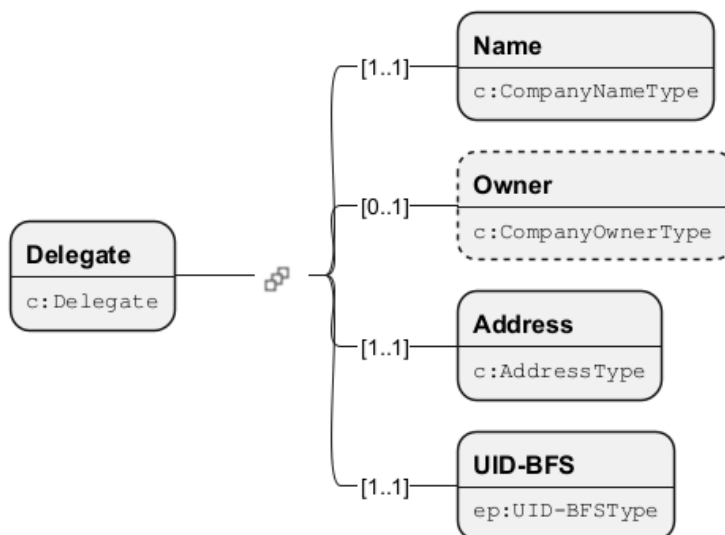 Name
[1..1]
c:CompanyNameType
Owner
[0..1]
c:CompanyOwnerType
Delegate
c:Delegate
Address
[1..1]
c:AddressType
UID-BFS
[1..1]
ep:UID-BFSType